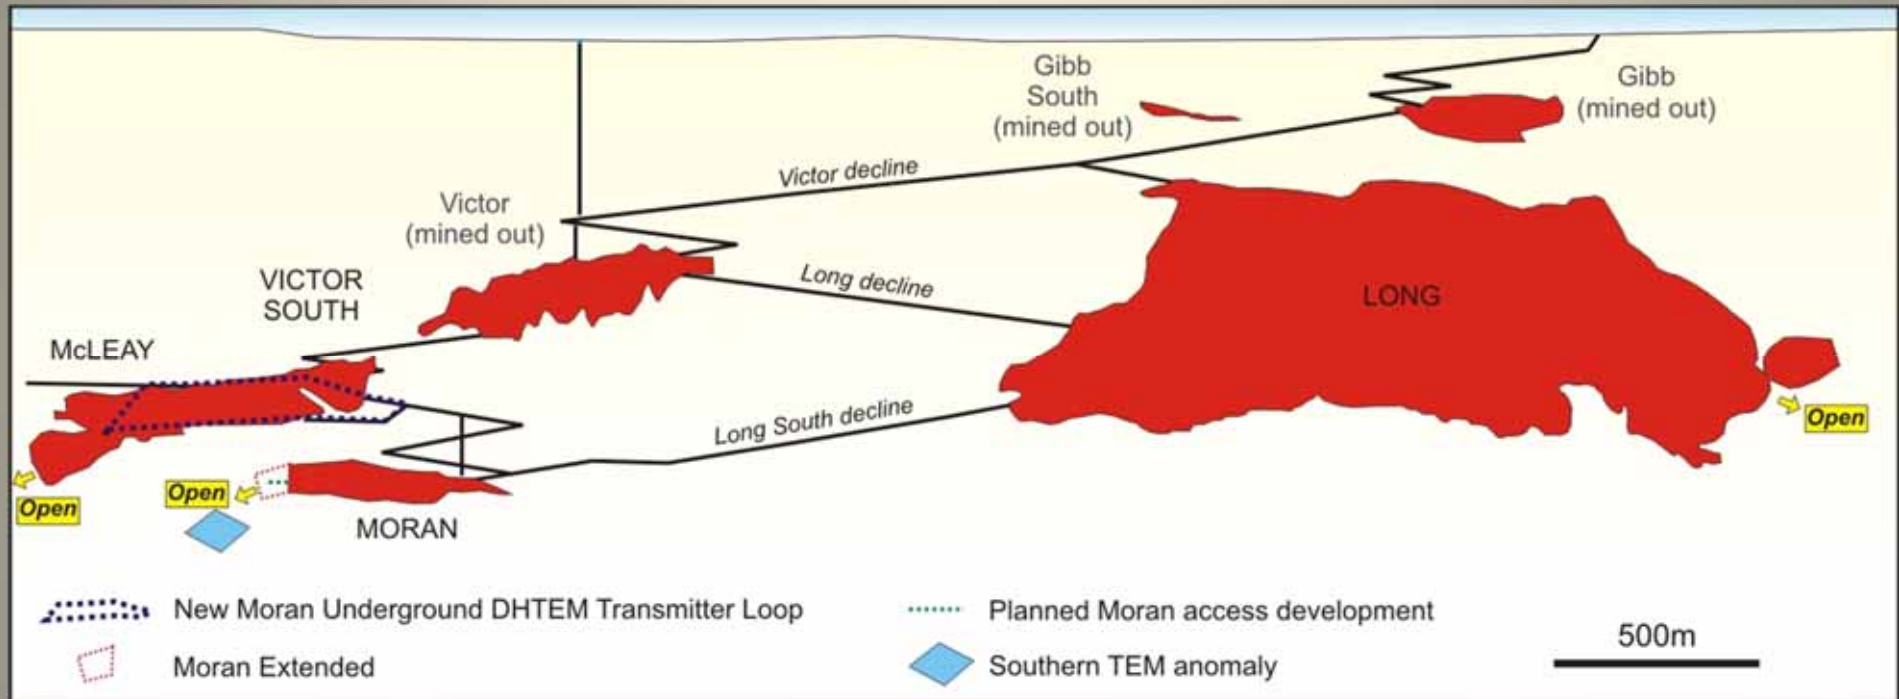 Gibb
South
(mined out)
Gibb
(mined out)
Victor decline
Victor
(mined out)
Long decline
VICTOR
SOUTH
LONG
McLEAY
Long South decline
Open
Open
Open
MORAN
New Moran Underground DHTEM Transmitter Loop
Planned Moran access development
500m
Moran Extended
Southern TEM anomaly